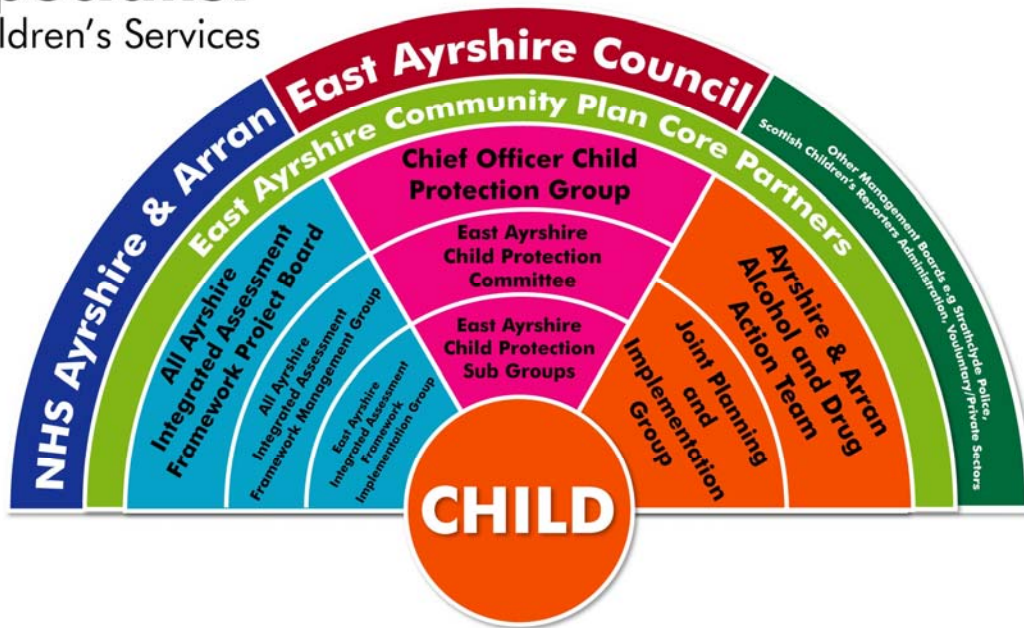 ldren's Services
NHS Ayrshire & Arran
East Ayrshire Council
Other Management Boards e.g Strathclyde Police,
Scottish Children's Reporters Administration, Vouluntary/Private Sectors
East Ayrshire Community Plan Core Partners
All Ayrshire
Integrated Assessment
Framework Project Board
All Ayrshire
Integrated Assessment
Framework Management Group
East Ayrshire
Integrated Assessment
Framework
Implementation Group
Chief Officer Child
Protection Group
East Ayrshire
Child Protection
Committee
East Ayrshire
Child Protection
Sub Groups
Ayrshire & Arran
Alcohol and Drug
Action Team
Joint Planning
and
Implementation
Group
CHILD